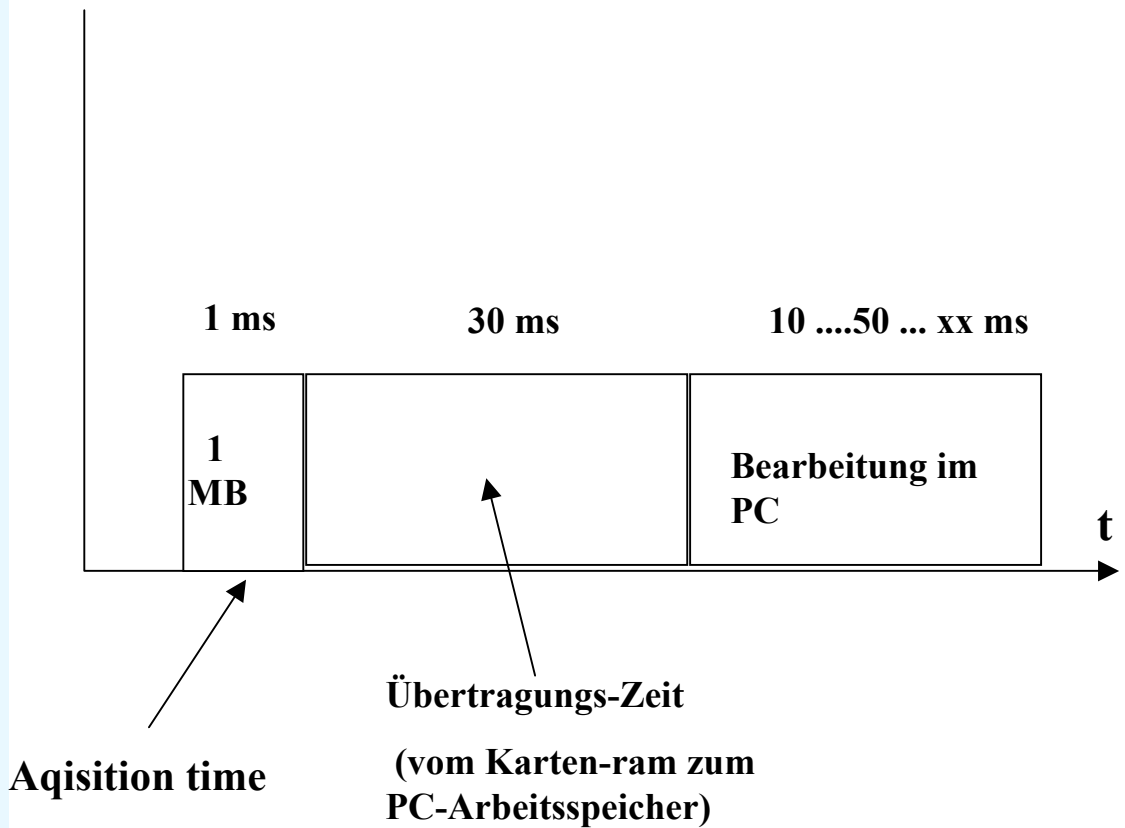 1 ms
30 ms
10 ....50 ... xx ms
1
MB
Bearbeitung im
PC
t
Übertragungs-Zeit
(vom Karten-ram zum
PC-Arbeitsspeicher)
Aqisition time